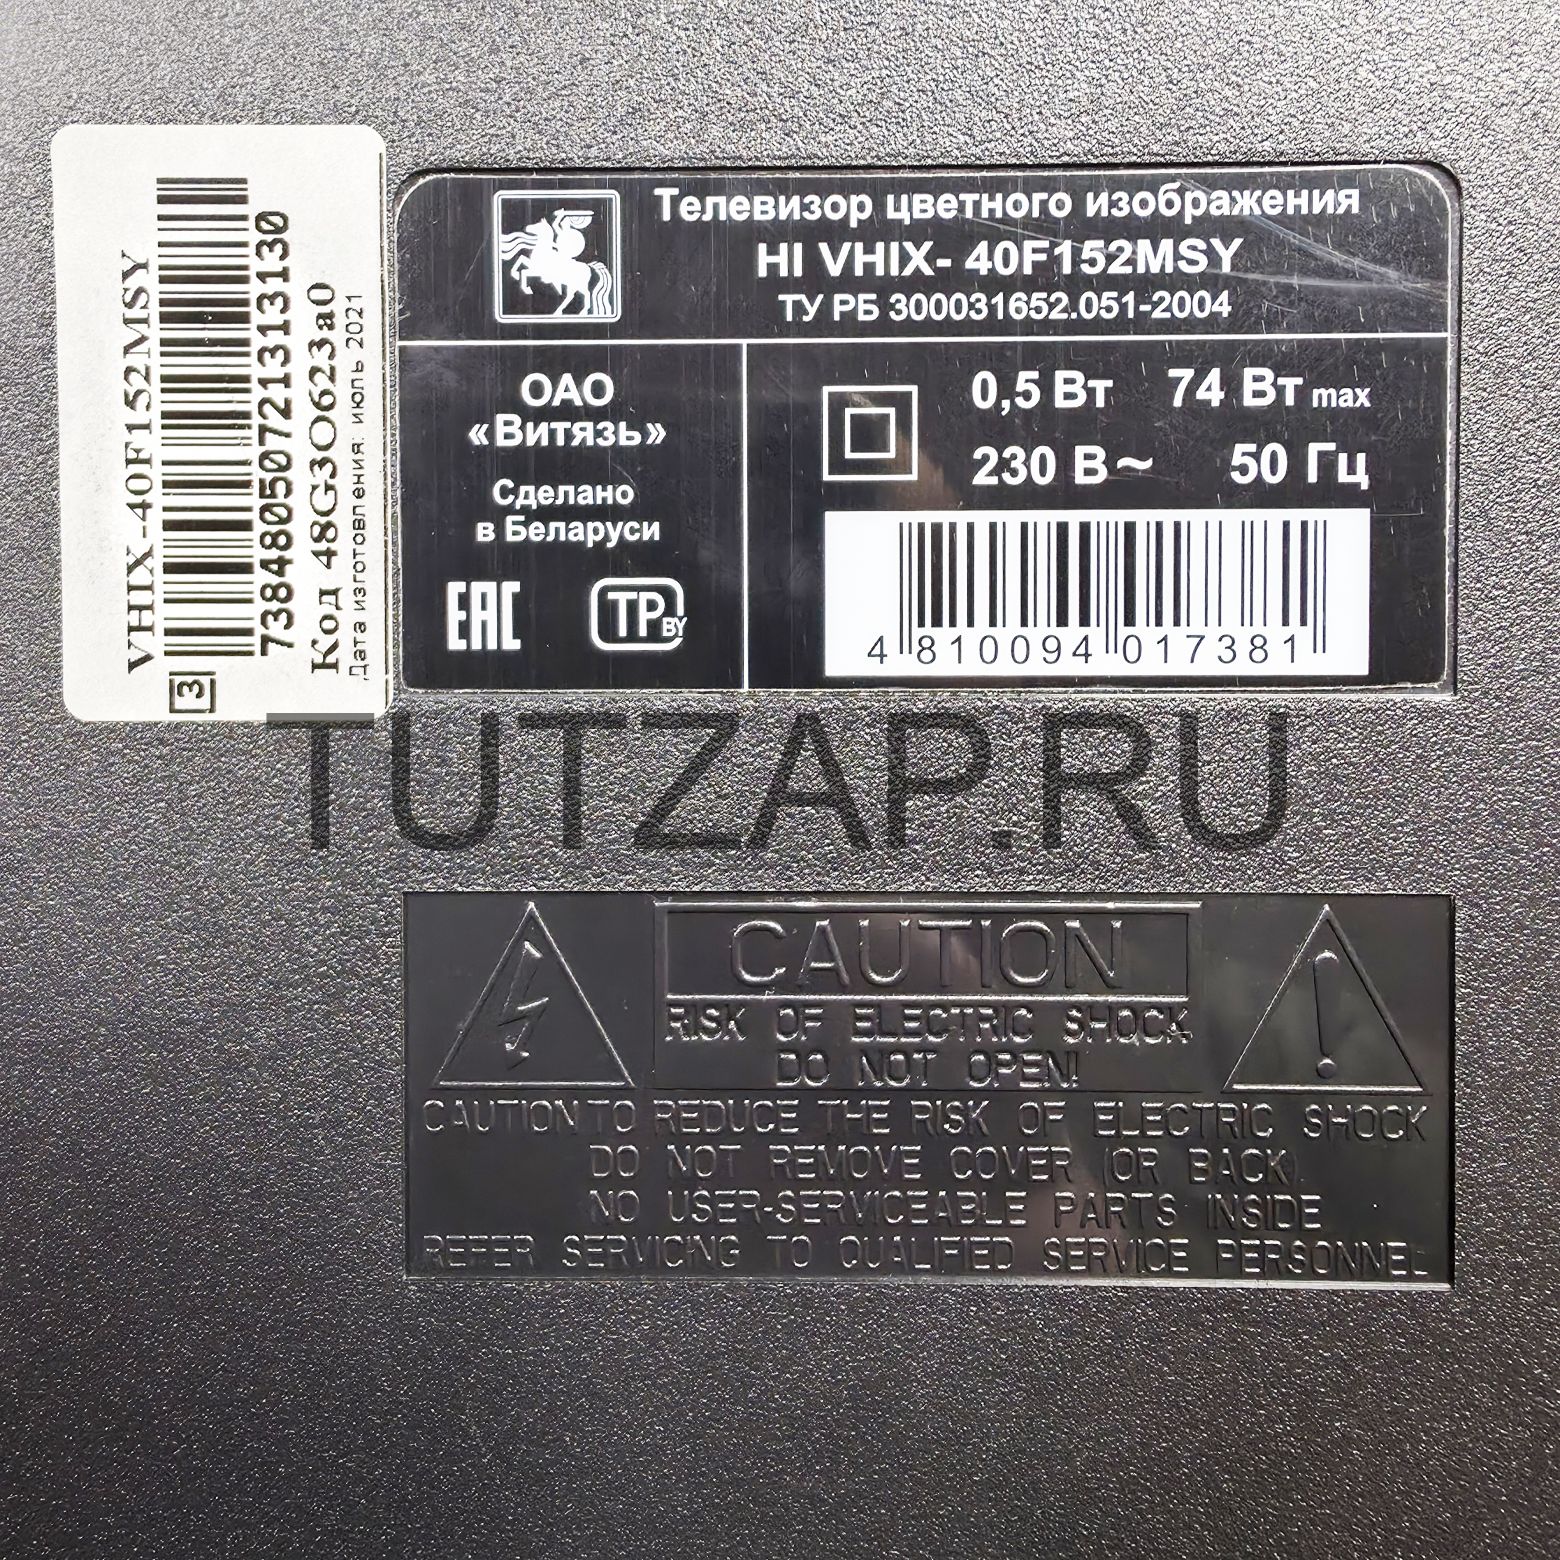 VHIX-40F152MSY
73848050721313130
Код 48G3O0623a0
Дата изготовления: июль 2021
3
Телевизор цветного изображения
HI VHIX- 40F152MSY
ТУ РБ 300031652.051-2004
ОАО
«Витязь»
Сделано
в Беларуси
EAC
TP BY
0,5 Вт 74 Вт max
230 В ~ 50 Гц
4 810094 017381
TUTZAP.RU
CAUTION
RISK OF ELECTRIC SHOCK
DO NOT OPEN!
CAUTION TO REDUCE THE RISK OF ELECTRIC SHOCK
DO NOT REMOVE COVER (OR BACK)
NO USER-SERVICEABLE PARTS INSIDE
REFER SERVICING TO QUALIFIED SERVICE PERSONNEL